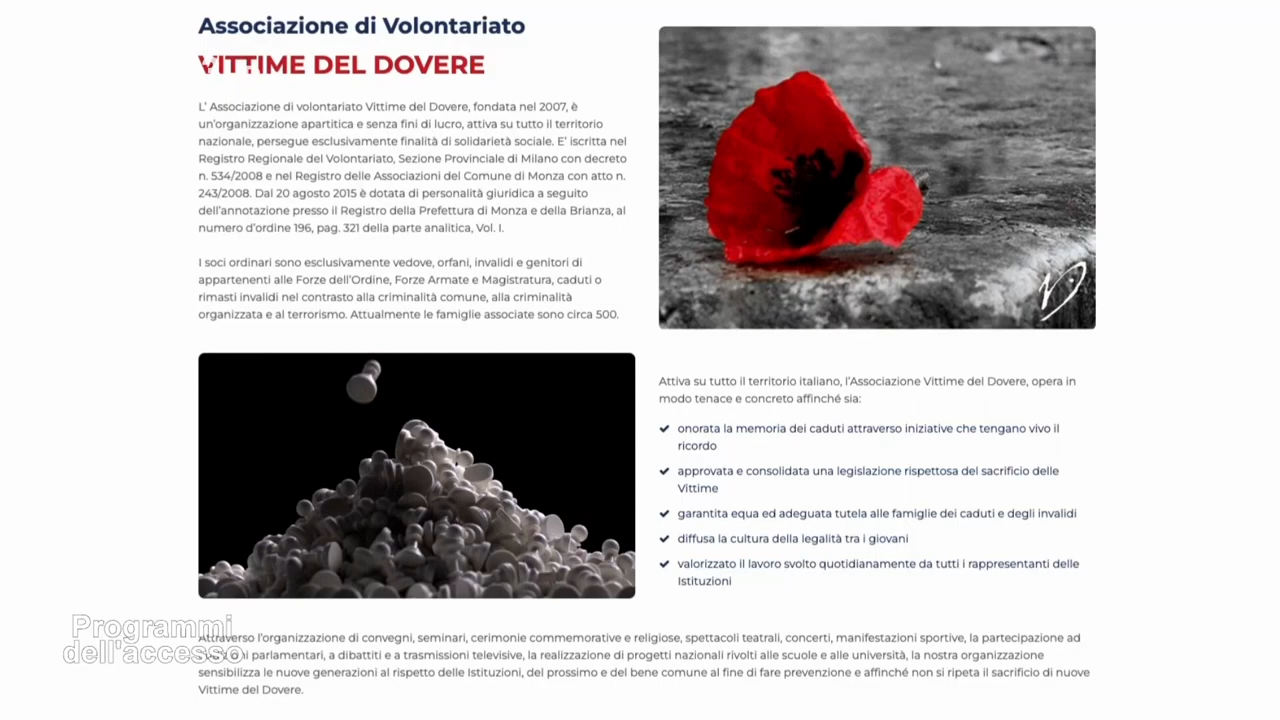 Associazione di Volontariato
VITTIME DEL DOVERE
L’ Associazione di volontariato Vittime del Dovere, fondata nel 2007, è
un’organizzazione apartitica e senza fini di lucro, attiva su tutto il territorio
nazionale, persegue esclusivamente finalità di solidarietà sociale. E’ iscritta nel
Registro Regionale del Volontariato, Sezione Provinciale di Milano con decreto
n. 534/2008 e nel Registro delle Associazioni del Comune di Monza con atto n.
243/2008. Dal 20 agosto 2015 è dotata di personalità giuridica a seguito
dell’annotazione presso il Registro della Prefettura di Monza e della Brianza, al
numero d’ordine 196, pag. 321 della parte analitica, Vol. I.
I soci ordinari sono esclusivamente vedove, orfani, invalidi e genitori di
appartenenti alle Forze dell’Ordine, Forze Armate e Magistratura, caduti o
rimasti invalidi nel contrasto alla criminalità comune, alla criminalità
organizzata e al terrorismo. Attualmente le famiglie associate sono circa 500.
Attiva su tutto il territorio italiano, l’Associazione Vittime del Dovere, opera in
modo tenace e concreto affinché sia:
onorata la memoria dei caduti attraverso iniziative che tengano vivo il
ricordo
approvata e consolidata una legislazione rispettosa del sacrificio delle
Vittime
garantita equa ed adeguata tutela alle famiglie dei caduti e degli invalidi
diffusa la cultura della legalità tra i giovani
valorizzato il lavoro svolto quotidianamente da tutti i rappresentanti delle
Istituzioni
Attraverso l’organizzazione di convegni, seminari, cerimonie commemorative e religiose, spettacoli teatrali, concerti, manifestazioni sportive, la partecipazione ad
parlamentari, a dibattiti e a trasmissioni televisive, la realizzazione di progetti nazionali rivolti alle scuole e alle università, la nostra organizzazione
sensibilizza le nuove generazioni al rispetto delle Istituzioni, del prossimo e del bene comune al fine di fare prevenzione e affinché non si ripeta il sacrificio di nuove
Vittime del Dovere.
Programmi
dell'accesso